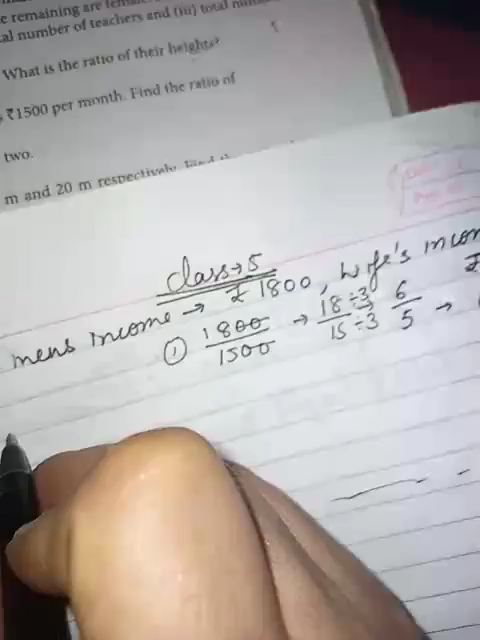 e remaining are
al number of teachers and (iii) total
What is the ratio of their heights?
₹1500 per month. Find the ratio of
two.
m and 20 m respectively. Find
class→5
mens income → ₹ 1800, wife's incom
① 1800/1500 → 18÷3/15÷3 → 6/5 →